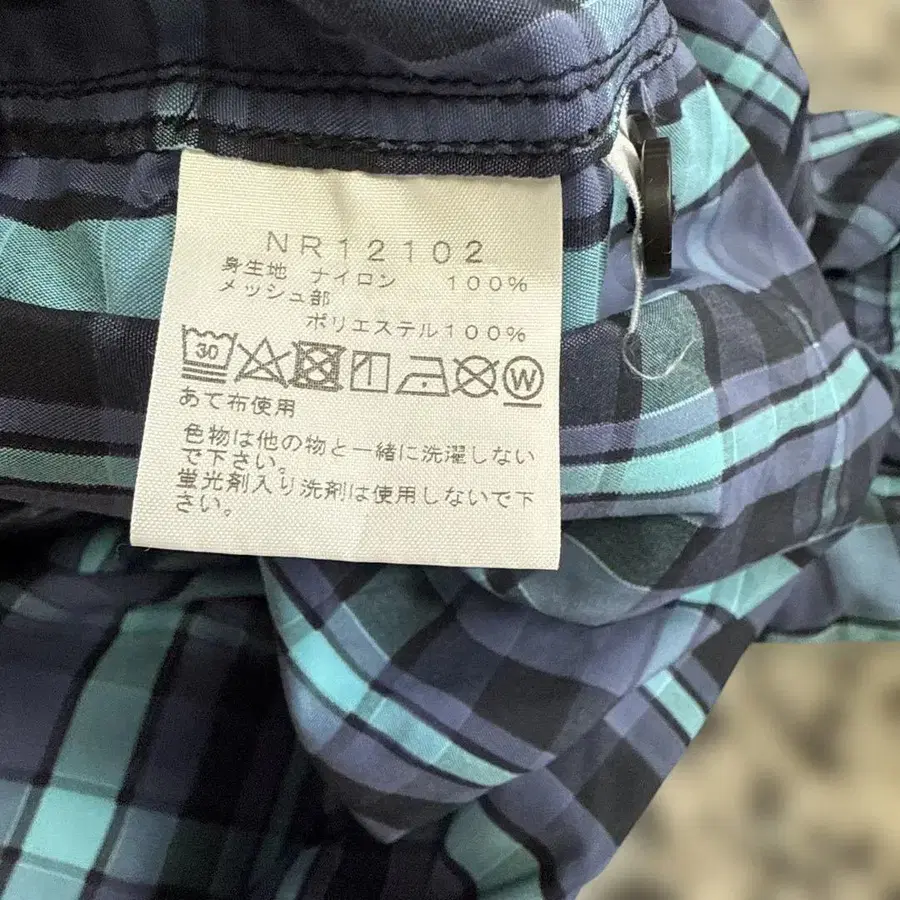 NR12102
身生地 ナイロン 100%
メッシュ部
ポリエステル100%
30 W
あて布使用
色物は他の物と一緒に洗濯しない
で下さい。
蛍光剤入り洗剤は使用しないで下
さい。